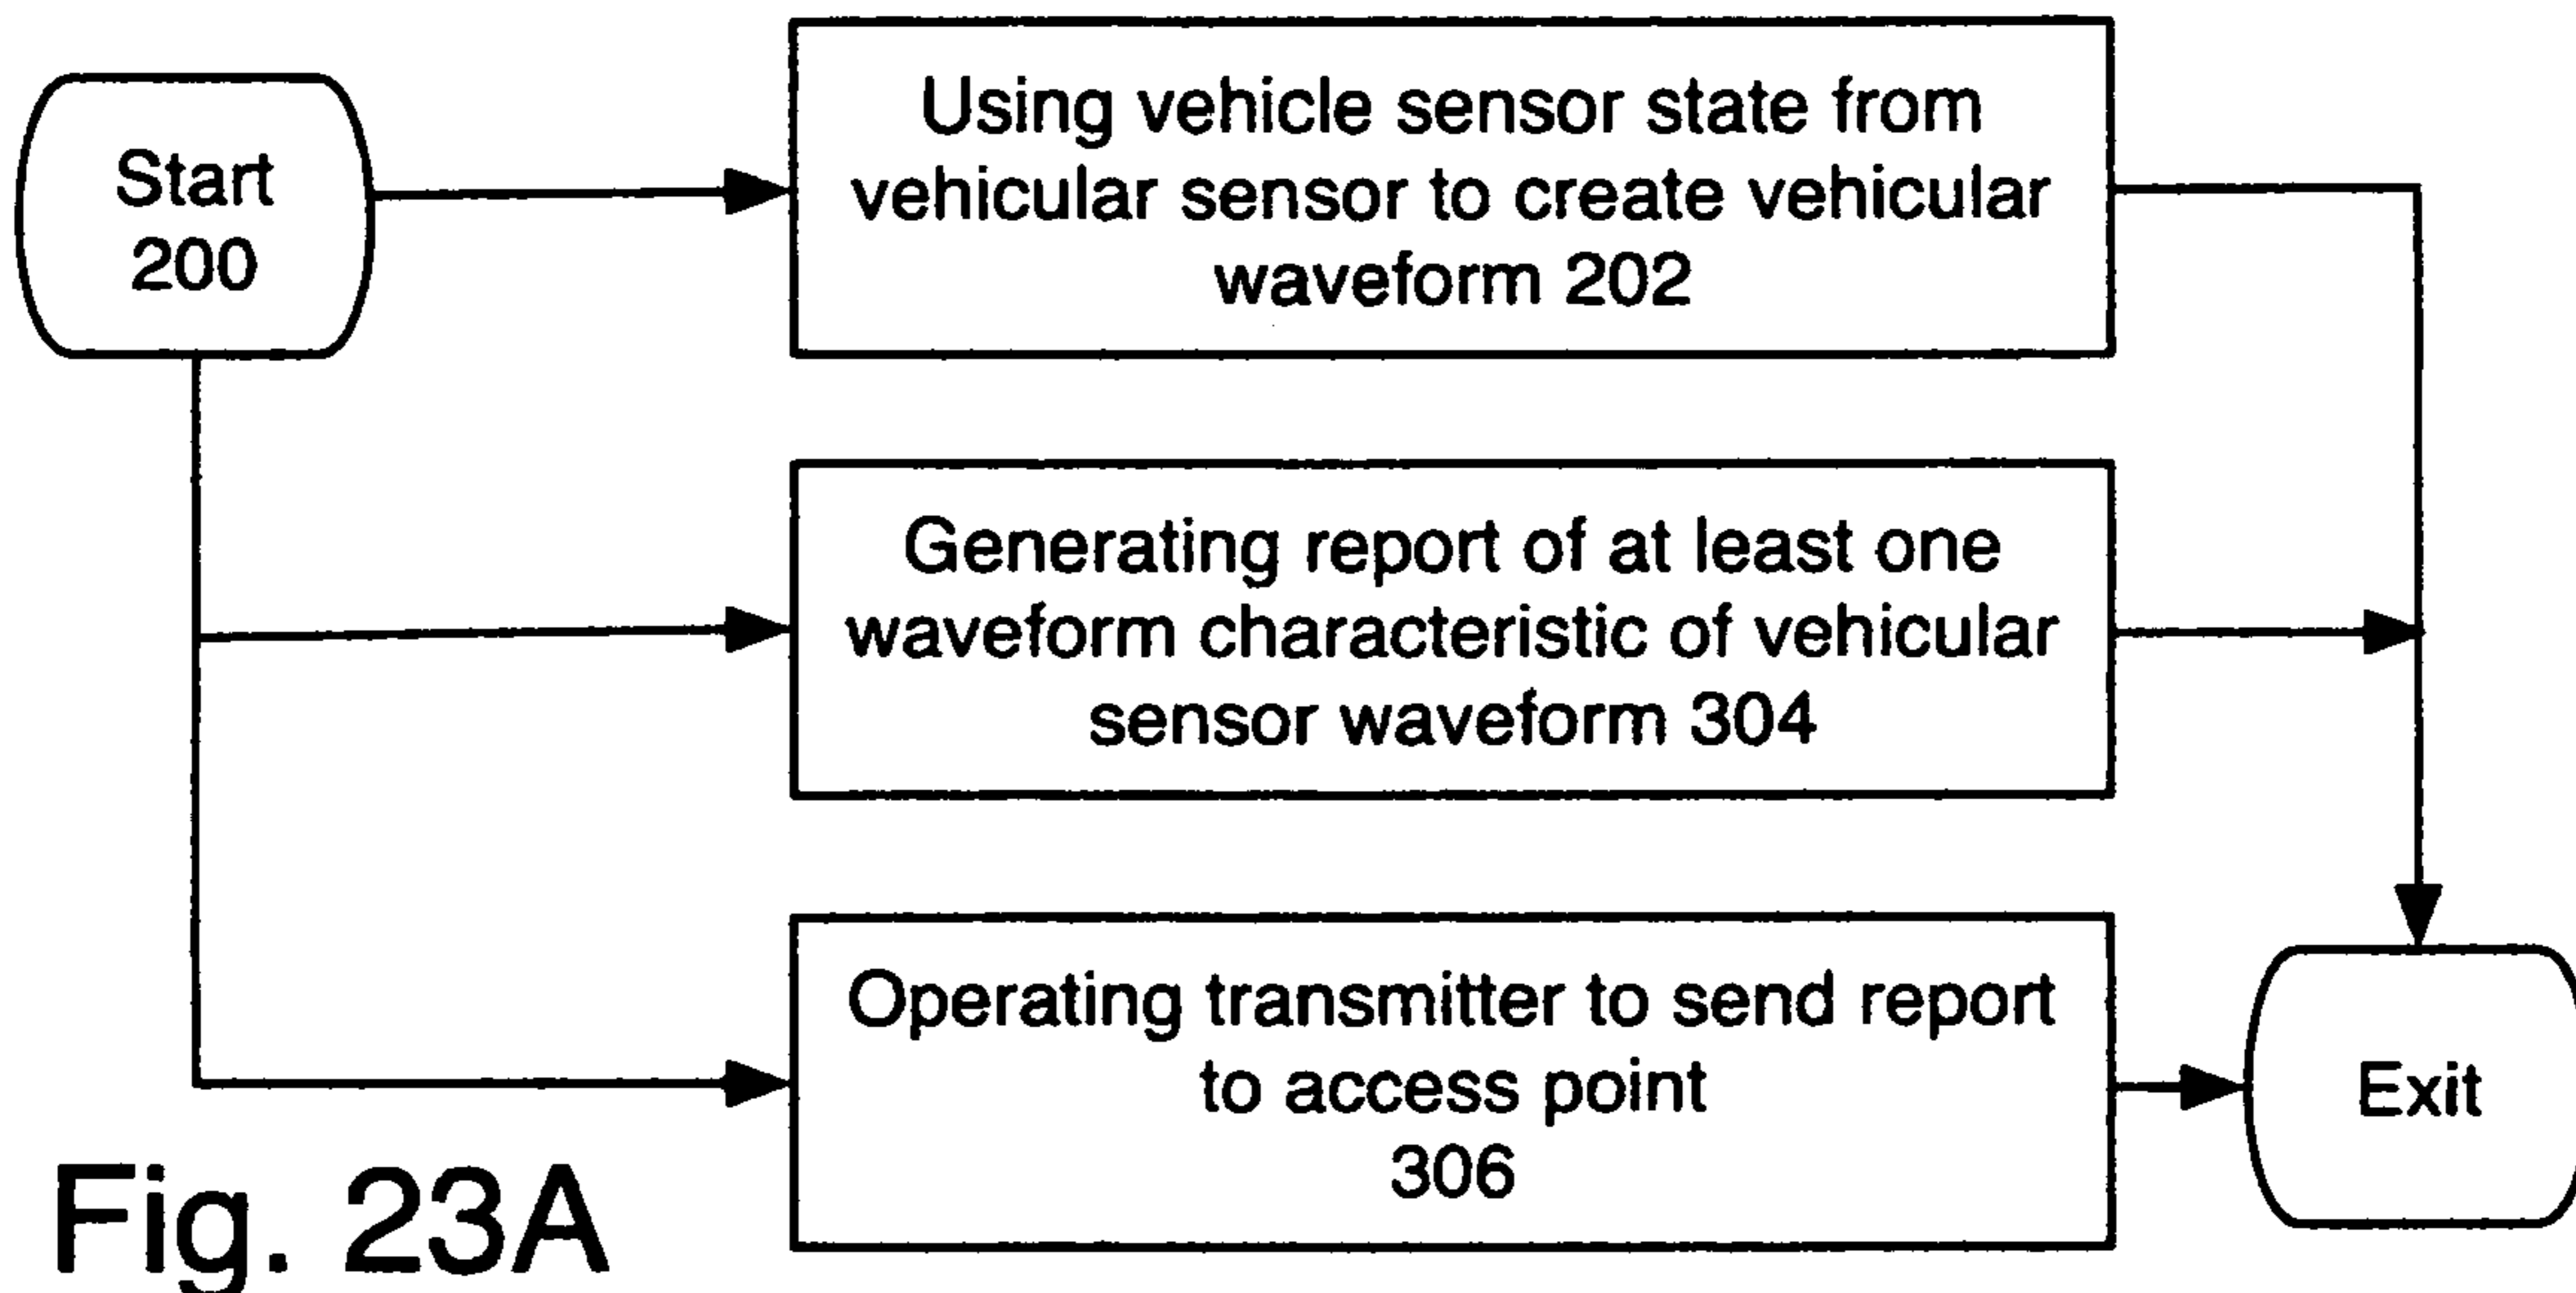 Start
200
Using vehicle sensor state from
vehicular sensor to create vehicular
waveform 202
Generating report of at least one
waveform characteristic of vehicular
sensor waveform 304
Operating transmitter to send report
to access point
306
Exit
Fig. 23A